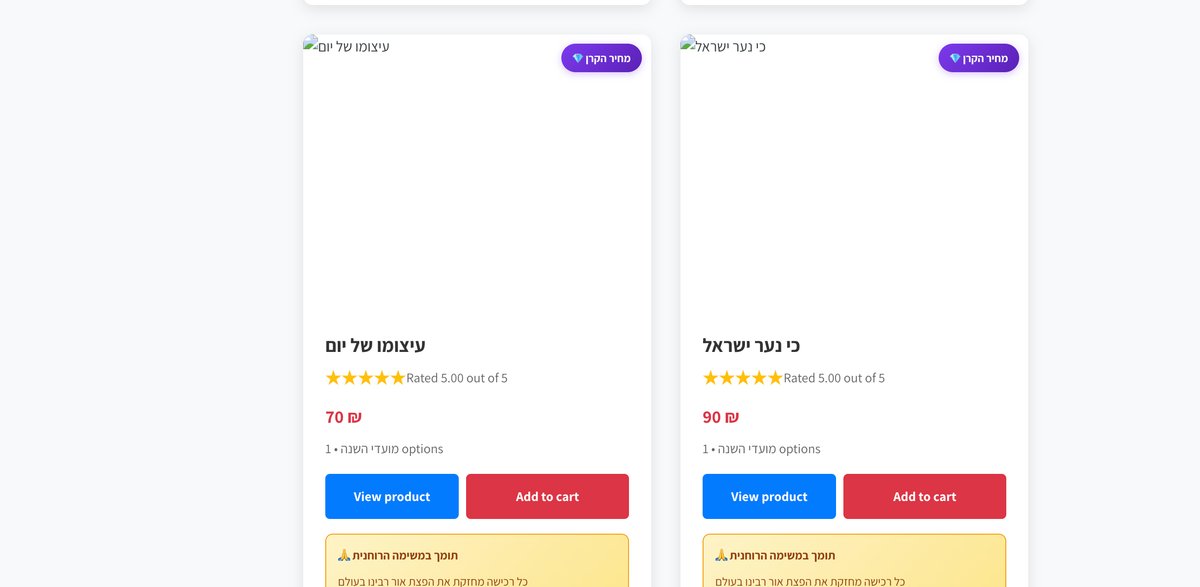 עיצומו של יום
מחיר הקרן 💎
עיצומו של יום
★★★★★Rated 5.00 out of 5
70 ₪
1 • מועדי השנה options
View product
Add to cart
🙏 תומך במשימה הרוחנית
כל רכישה מחזקת את הפצת אור רבינו בעולם
כי נער ישראל
מחיר הקרן 💎
כי נער ישראל
★★★★★Rated 5.00 out of 5
90 ₪
1 • מועדי השנה options
View product
Add to cart
🙏 תומך במשימה הרוחנית
כל רכישה מחזקת את הפצת אור רבינו בעולם